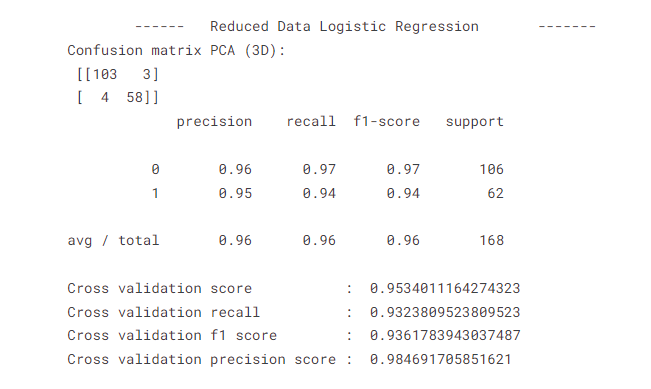 ------ Reduced Data Logistic Regression -------
Confusion matrix PCA (3D):
[[103 3]
[ 4 58]]
precision recall f1-score support
0 0.96 0.97 0.97 106
1 0.95 0.94 0.94 62
avg / total 0.96 0.96 0.96 168
Cross validation score : 0.9534011164274323
Cross validation recall : 0.9323809523809523
Cross validation f1 score : 0.9361783943037487
Cross validation precision score : 0.984691705851621